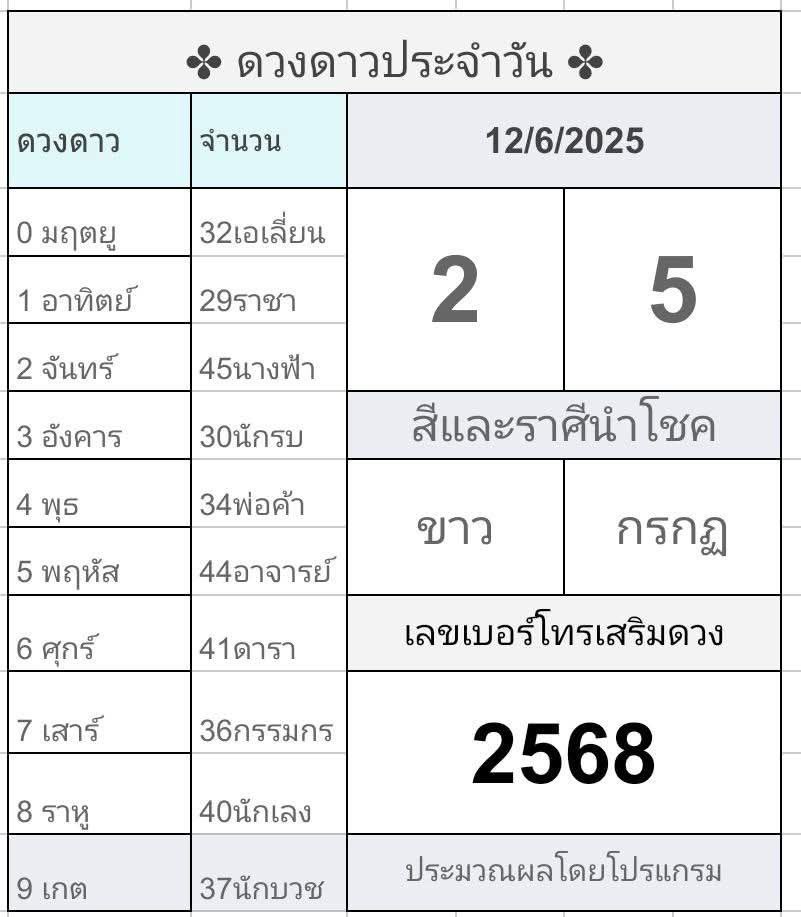 ✤ ดวงดาวประจำวัน ✤
ดวงดาว จำนวน 12/6/2025
0 มฤตยู 32เอเลี่ยน
1 อาทิตย์ 29ราชา
2 จันทร์ 45นางฟ้า
2 5
3 อังคาร 30นักรบ
สีและราศีนำโชค
4 พุธ 34พ่อค้า
5 พฤหัส 44อาจารย์
ขาว กรกฏ
6 ศุกร์ 41ดารา
เลขเบอร์โทรเสริมดวง
7 เสาร์ 36กรรมกร
8 ราหู 40นักเลง
2568
9 เกต 37นักบวช
ประมวณผลโดยโปรแกรม